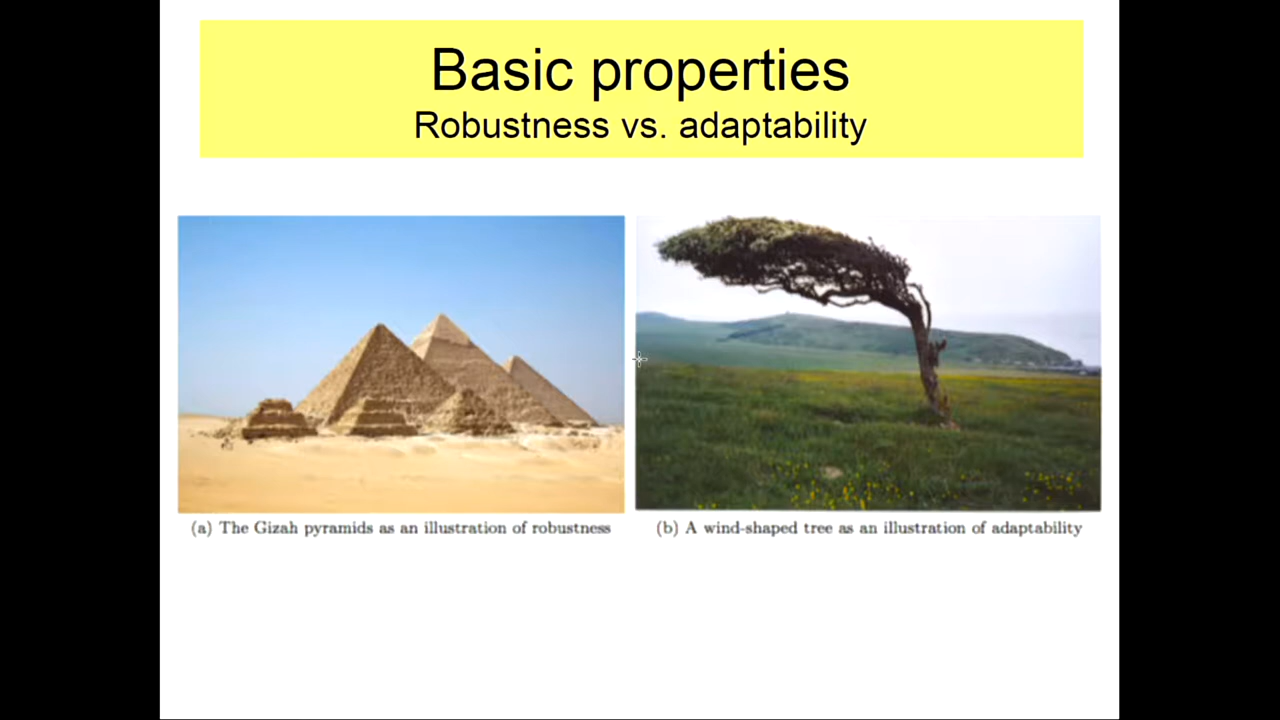 Basic properties
Robustness vs. adaptability
(a) The Gizah pyramids as an illustration of robustness
(b) A wind-shaped tree as an illustration of adaptability